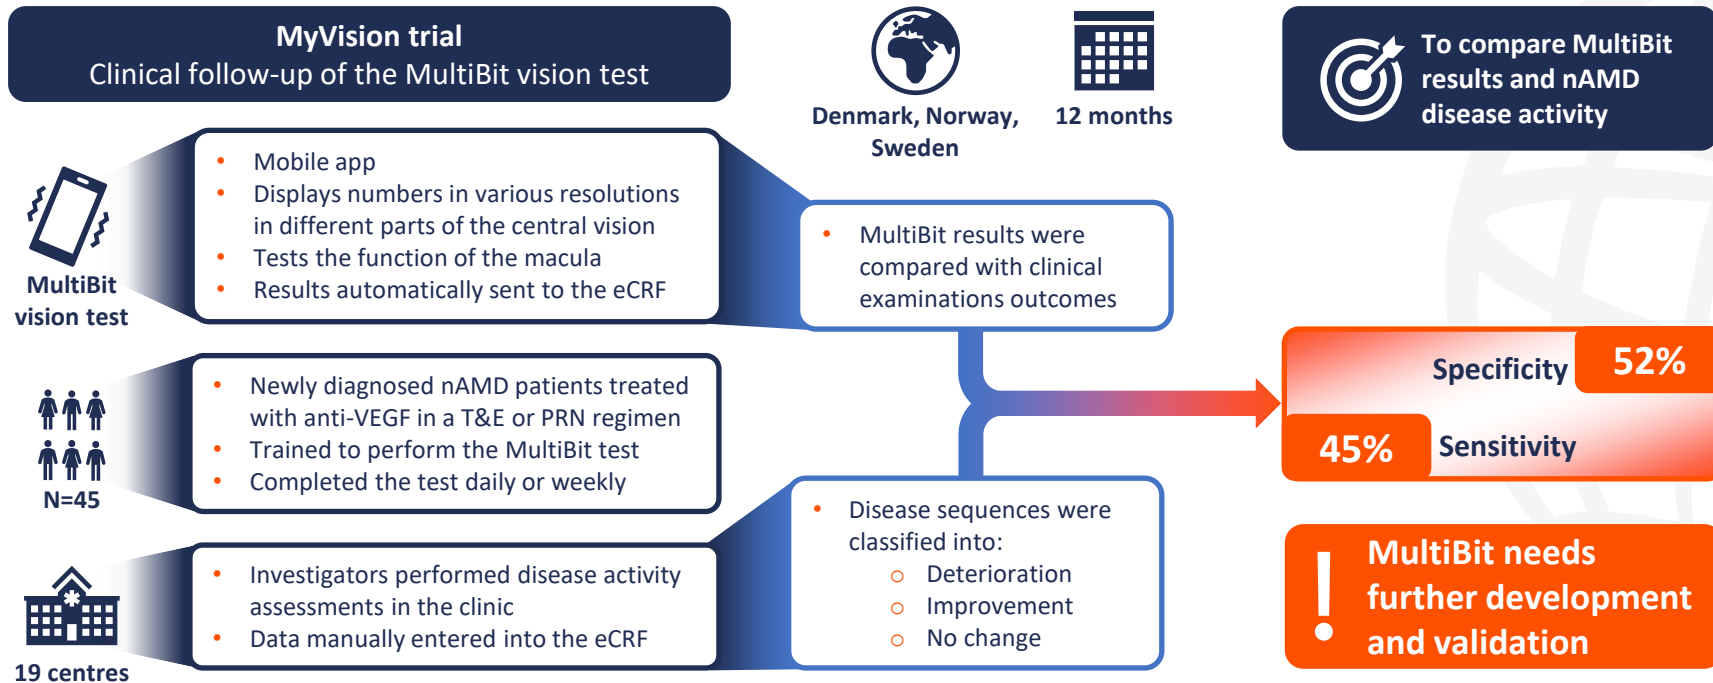 MyVision trial
Clinical follow-up of the MultiBit vision test
Denmark, Norway,
Sweden
12 months
To compare MultiBit
results and nAMD
disease activity
MultiBit
vision test
• Mobile app
• Displays numbers in various resolutions
in different parts of the central vision
• Tests the function of the macula
• Results automatically sent to the eCRF
• MultiBit results were
compared with clinical
examinations outcomes
N=45
• Newly diagnosed nAMD patients treated
with anti-VEGF in a T&E or PRN regimen
• Trained to perform the MultiBit test
• Completed the test daily or weekly
Specificity 52%
45% Sensitivity
19 centres
• Investigators performed disease activity
assessments in the clinic
• Data manually entered into the eCRF
• Disease sequences were
classified into:
o Deterioration
o Improvement
o No change
! MultiBit needs
further development
and validation